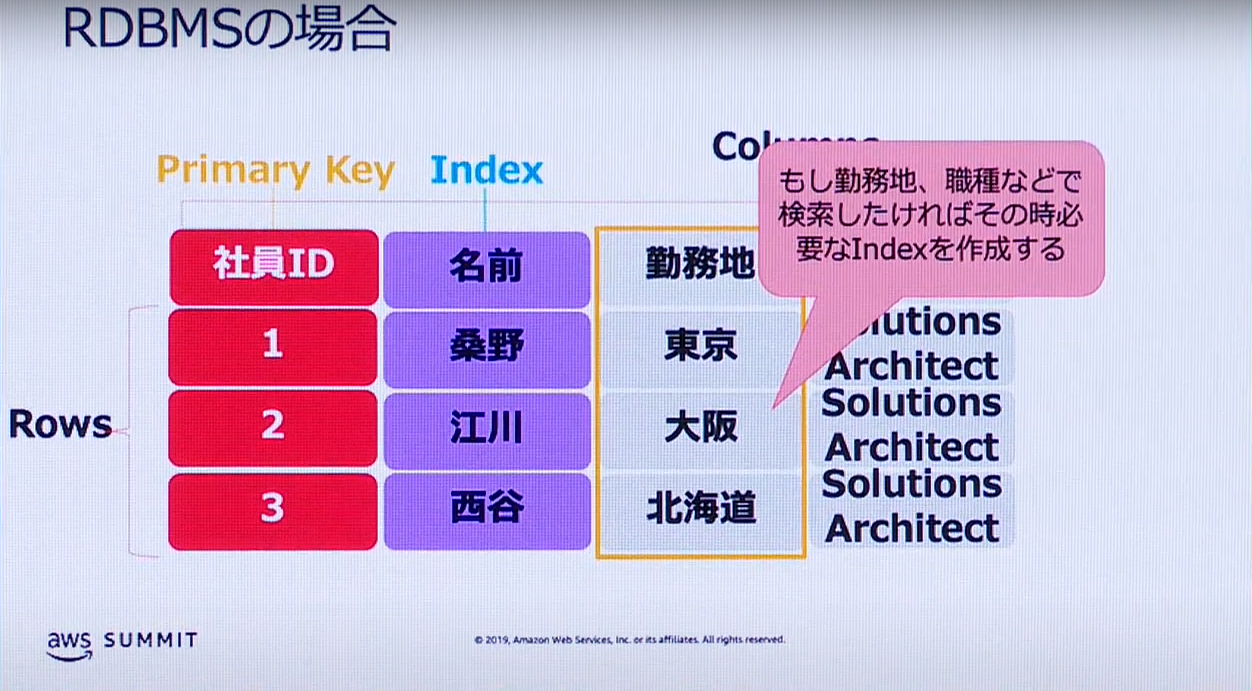 RDBMSの場合
Primary Key
Index
もし勤務地、職種などで
検索したければその時必
要なIndexを作成する
社員ID
名前
勤務地
1
桑野
東京
Architect
Rows
2
江川
大阪
Solutions
Architect
3
西谷
北海道
Solutions
Architect
aws SUMMIT
© 2019, Amazon Web Services, Inc. or its affiliates. All rights reserved.